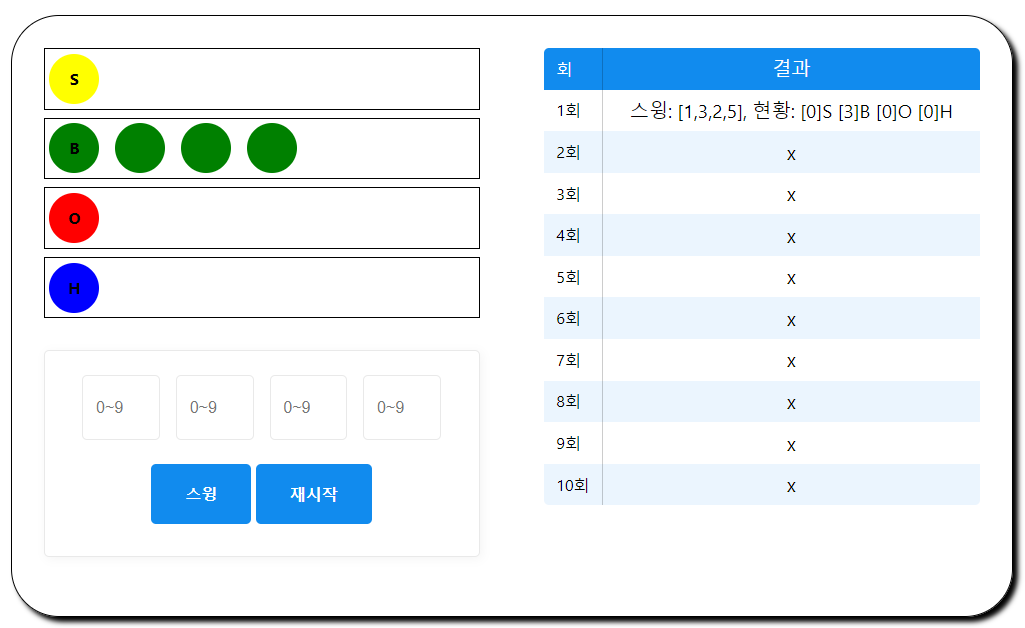 S
B
O
H
0~9 0~9 0~9 0~9
스윙 재시작
회 결과
1회 스윙: [1,3,2,5], 현황: [0]S [3]B [0]O [0]H
2회 x
3회 x
4회 x
5회 x
6회 x
7회 x
8회 x
9회 x
10회 x